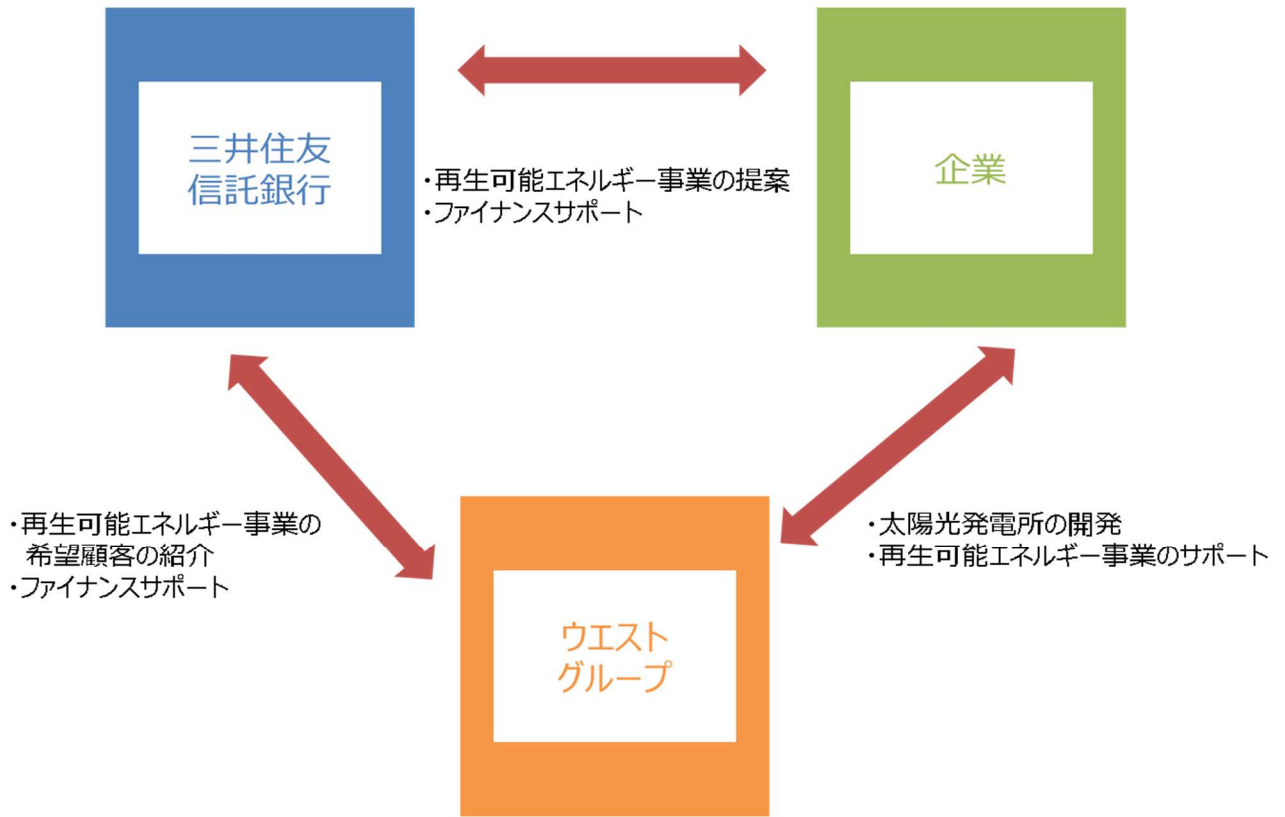 三井住友
信託銀行
・再生可能エネルギー事業の提案
・ファイナンスサポート
企業
・再生可能エネルギー事業の
希望顧客の紹介
・ファイナンスサポート
ウエスト
グループ
・太陽光発電所の開発
・再生可能エネルギー事業のサポート